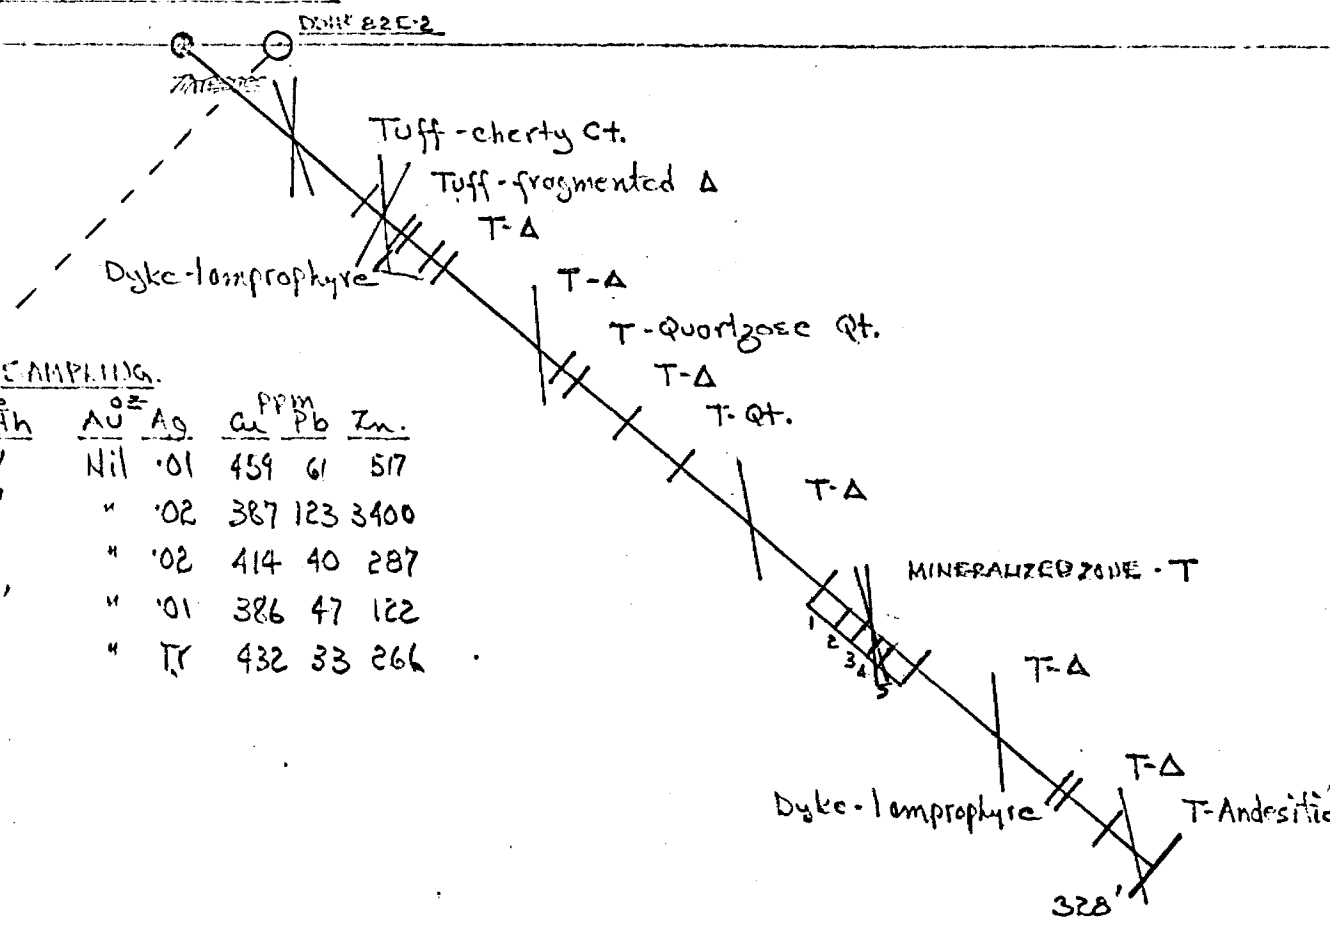 DDH 82E-2
Tuff-cherty Ct.
Tuff-fragmented Δ
T-Δ
Dyke-lamprophyre
T-Δ
T-Quartzose Qt.
T-Δ
T-Qt.
SAMPLING.
oz ppm
Au Ag Cu Pb Zn.
Nil .01 459 61 517
" .02 387 123 3400
" .02 414 40 287
" .01 386 47 122
" Tr 432 33 266
T-Δ
MINERALIZED ZONE - T
1
2
3
4
5
T-Δ
T-Δ
Dyke-lamprophyre
T-Andesitic
328'